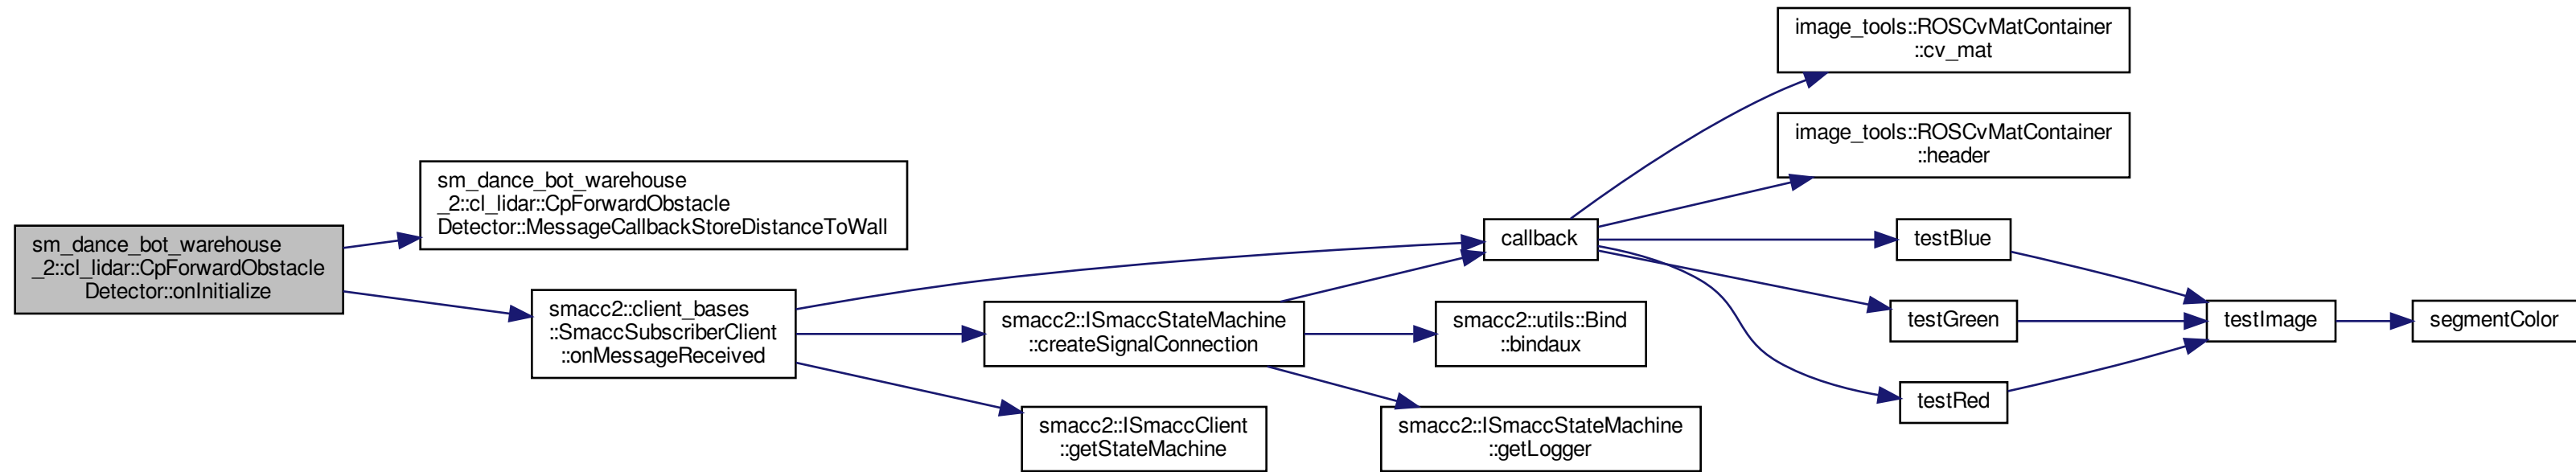 sm_dance_bot_warehouse
_2::cl_lidar::CpForwardObstacle
Detector::onInitialize
sm_dance_bot_warehouse
_2::cl_lidar::CpForwardObstacle
Detector::MessageCallbackStoreDistanceToWall
smacc2::client_bases
::SmaccSubscriberClient
::onMessageReceived
smacc2::ISmaccStateMachine
::createSignalConnection
smacc2::ISmaccClient
::getStateMachine
callback
smacc2::utils::Bind
::bindaux
smacc2::ISmaccStateMachine
::getLogger
image_tools::ROSCvMatContainer
::cv_mat
image_tools::ROSCvMatContainer
::header
testBlue
testGreen
testRed
testImage
segmentColor